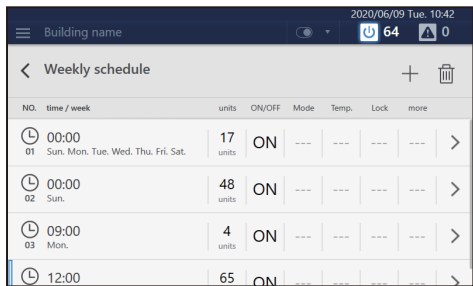 2020/06/09 Tue. 10:42
Building name 64 0
Weekly schedule
NO. time / week units ON/OFF Mode Temp. Lock more
00:00 17 ON --- --- --- ---
01 Sun. Mon. Tue. Wed. Thu. Fri. Sat. units
00:00 48 ON --- --- --- ---
02 Sun. units
09:00 4 ON --- --- --- ---
03 Mon. units
12:00 65 ON --- --- --- ---